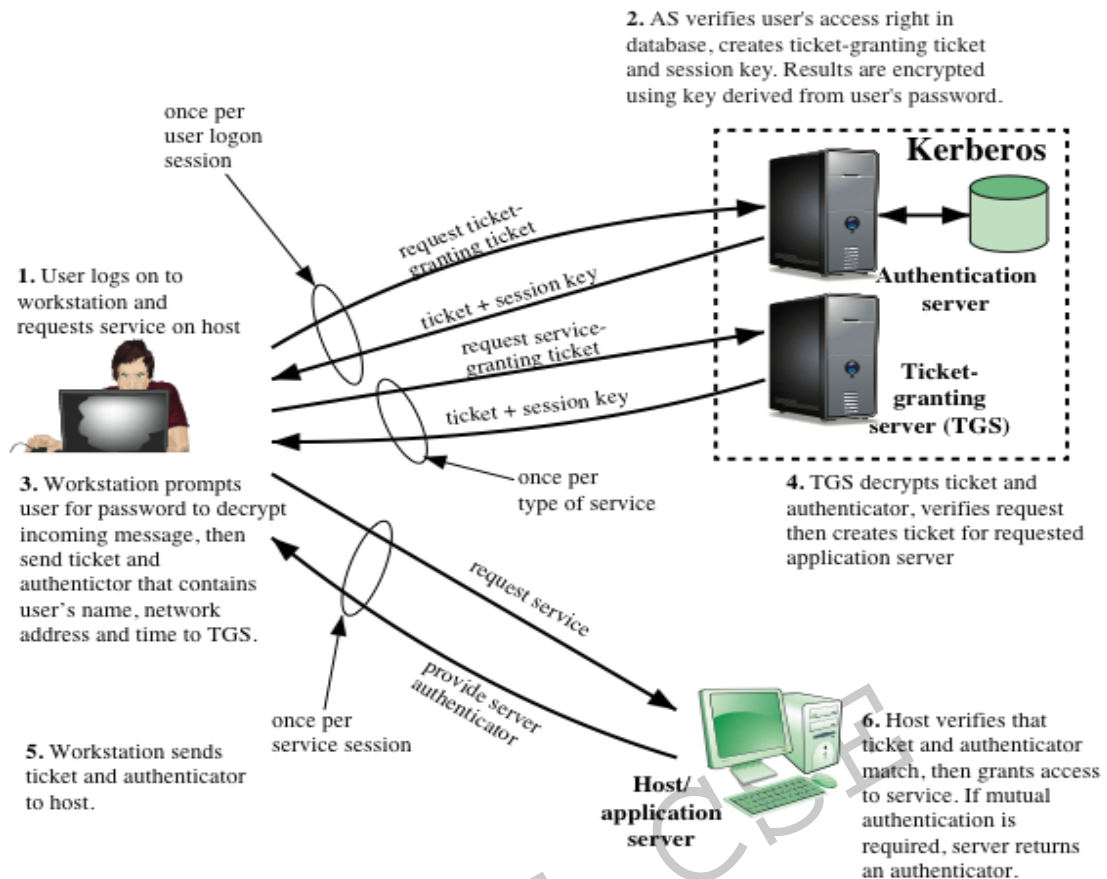 2. AS verifies user's access right in
database, creates ticket-granting ticket
and session key. Results are encrypted
using key derived from user's password.
once per
user logon
session
Kerberos
request ticket-
granting ticket
1. User logs on to
workstation and
requests service on host
ticket + session key
Authentication
server
request service-
granting ticket
ticket + session key
Ticket-
granting
server (TGS)
once per
type of service
3. Workstation prompts
user for password to decrypt
incoming message, then
send ticket and
authentictor that contains
user's name, network
address and time to TGS.
4. TGS decrypts ticket and
authenticator, verifies request
then creates ticket for requested
application server
request service
provide server
authenticator
once per
service session
5. Workstation sends
ticket and authenticator
to host.
Host/
application
server
6. Host verifies that
ticket and authenticator
match, then grants access
to service. If mutual
authentication is
required, server returns
an authenticator.
CSE